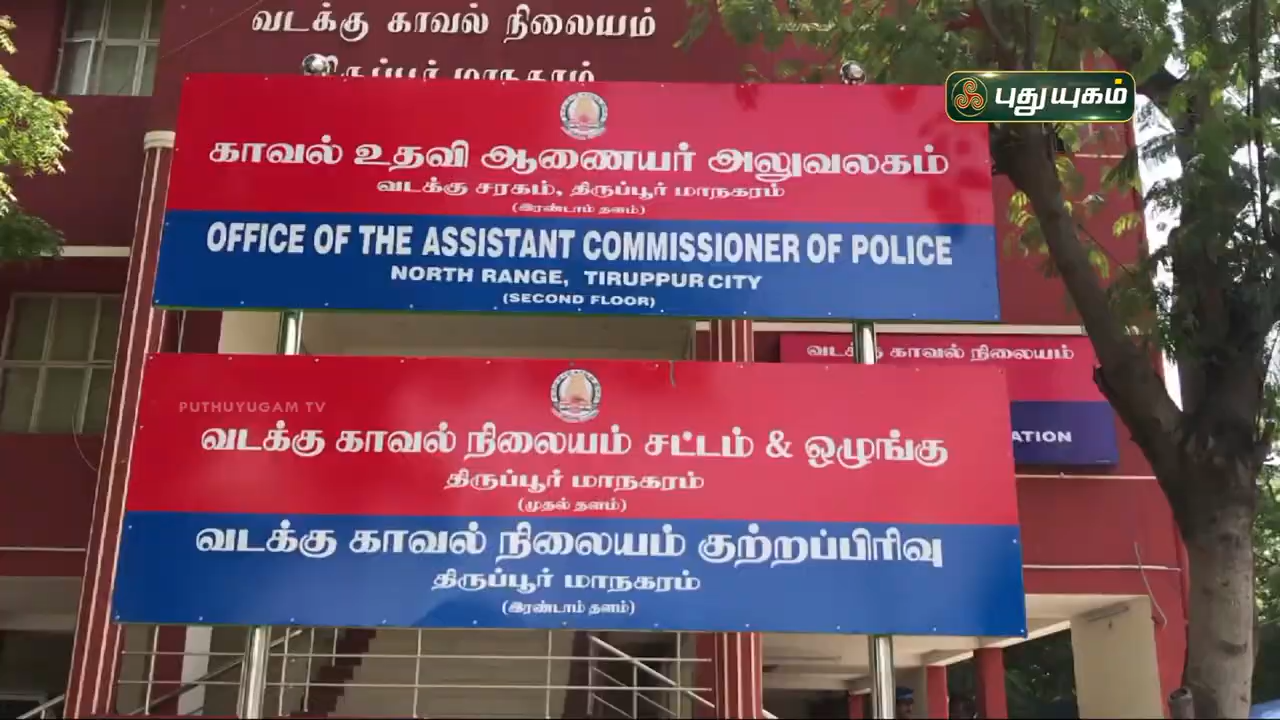 வடக்கு காவல் நிலையம்
திருப்பூர் மாநகரம்
புதுயுகம்
காவல் உதவி ஆணையர் அலுவலகம்
வடக்கு சரகம், திருப்பூர் மாநகரம்
(இரண்டாம் தளம்)
OFFICE OF THE ASSISTANT COMMISSIONER OF POLICE
NORTH RANGE, TIRUPPUR CITY
(SECOND FLOOR)
வடக்கு காவல் நிலையம்
PUTHUYUGAM TV
வடக்கு காவல் நிலையம் சட்டம் & ஒழுங்கு
திருப்பூர் மாநகரம்
(முதல் தளம்)
வடக்கு காவல் நிலையம் குற்றப்பிரிவு
திருப்பூர் மாநகரம்
(இரண்டாம் தளம்)